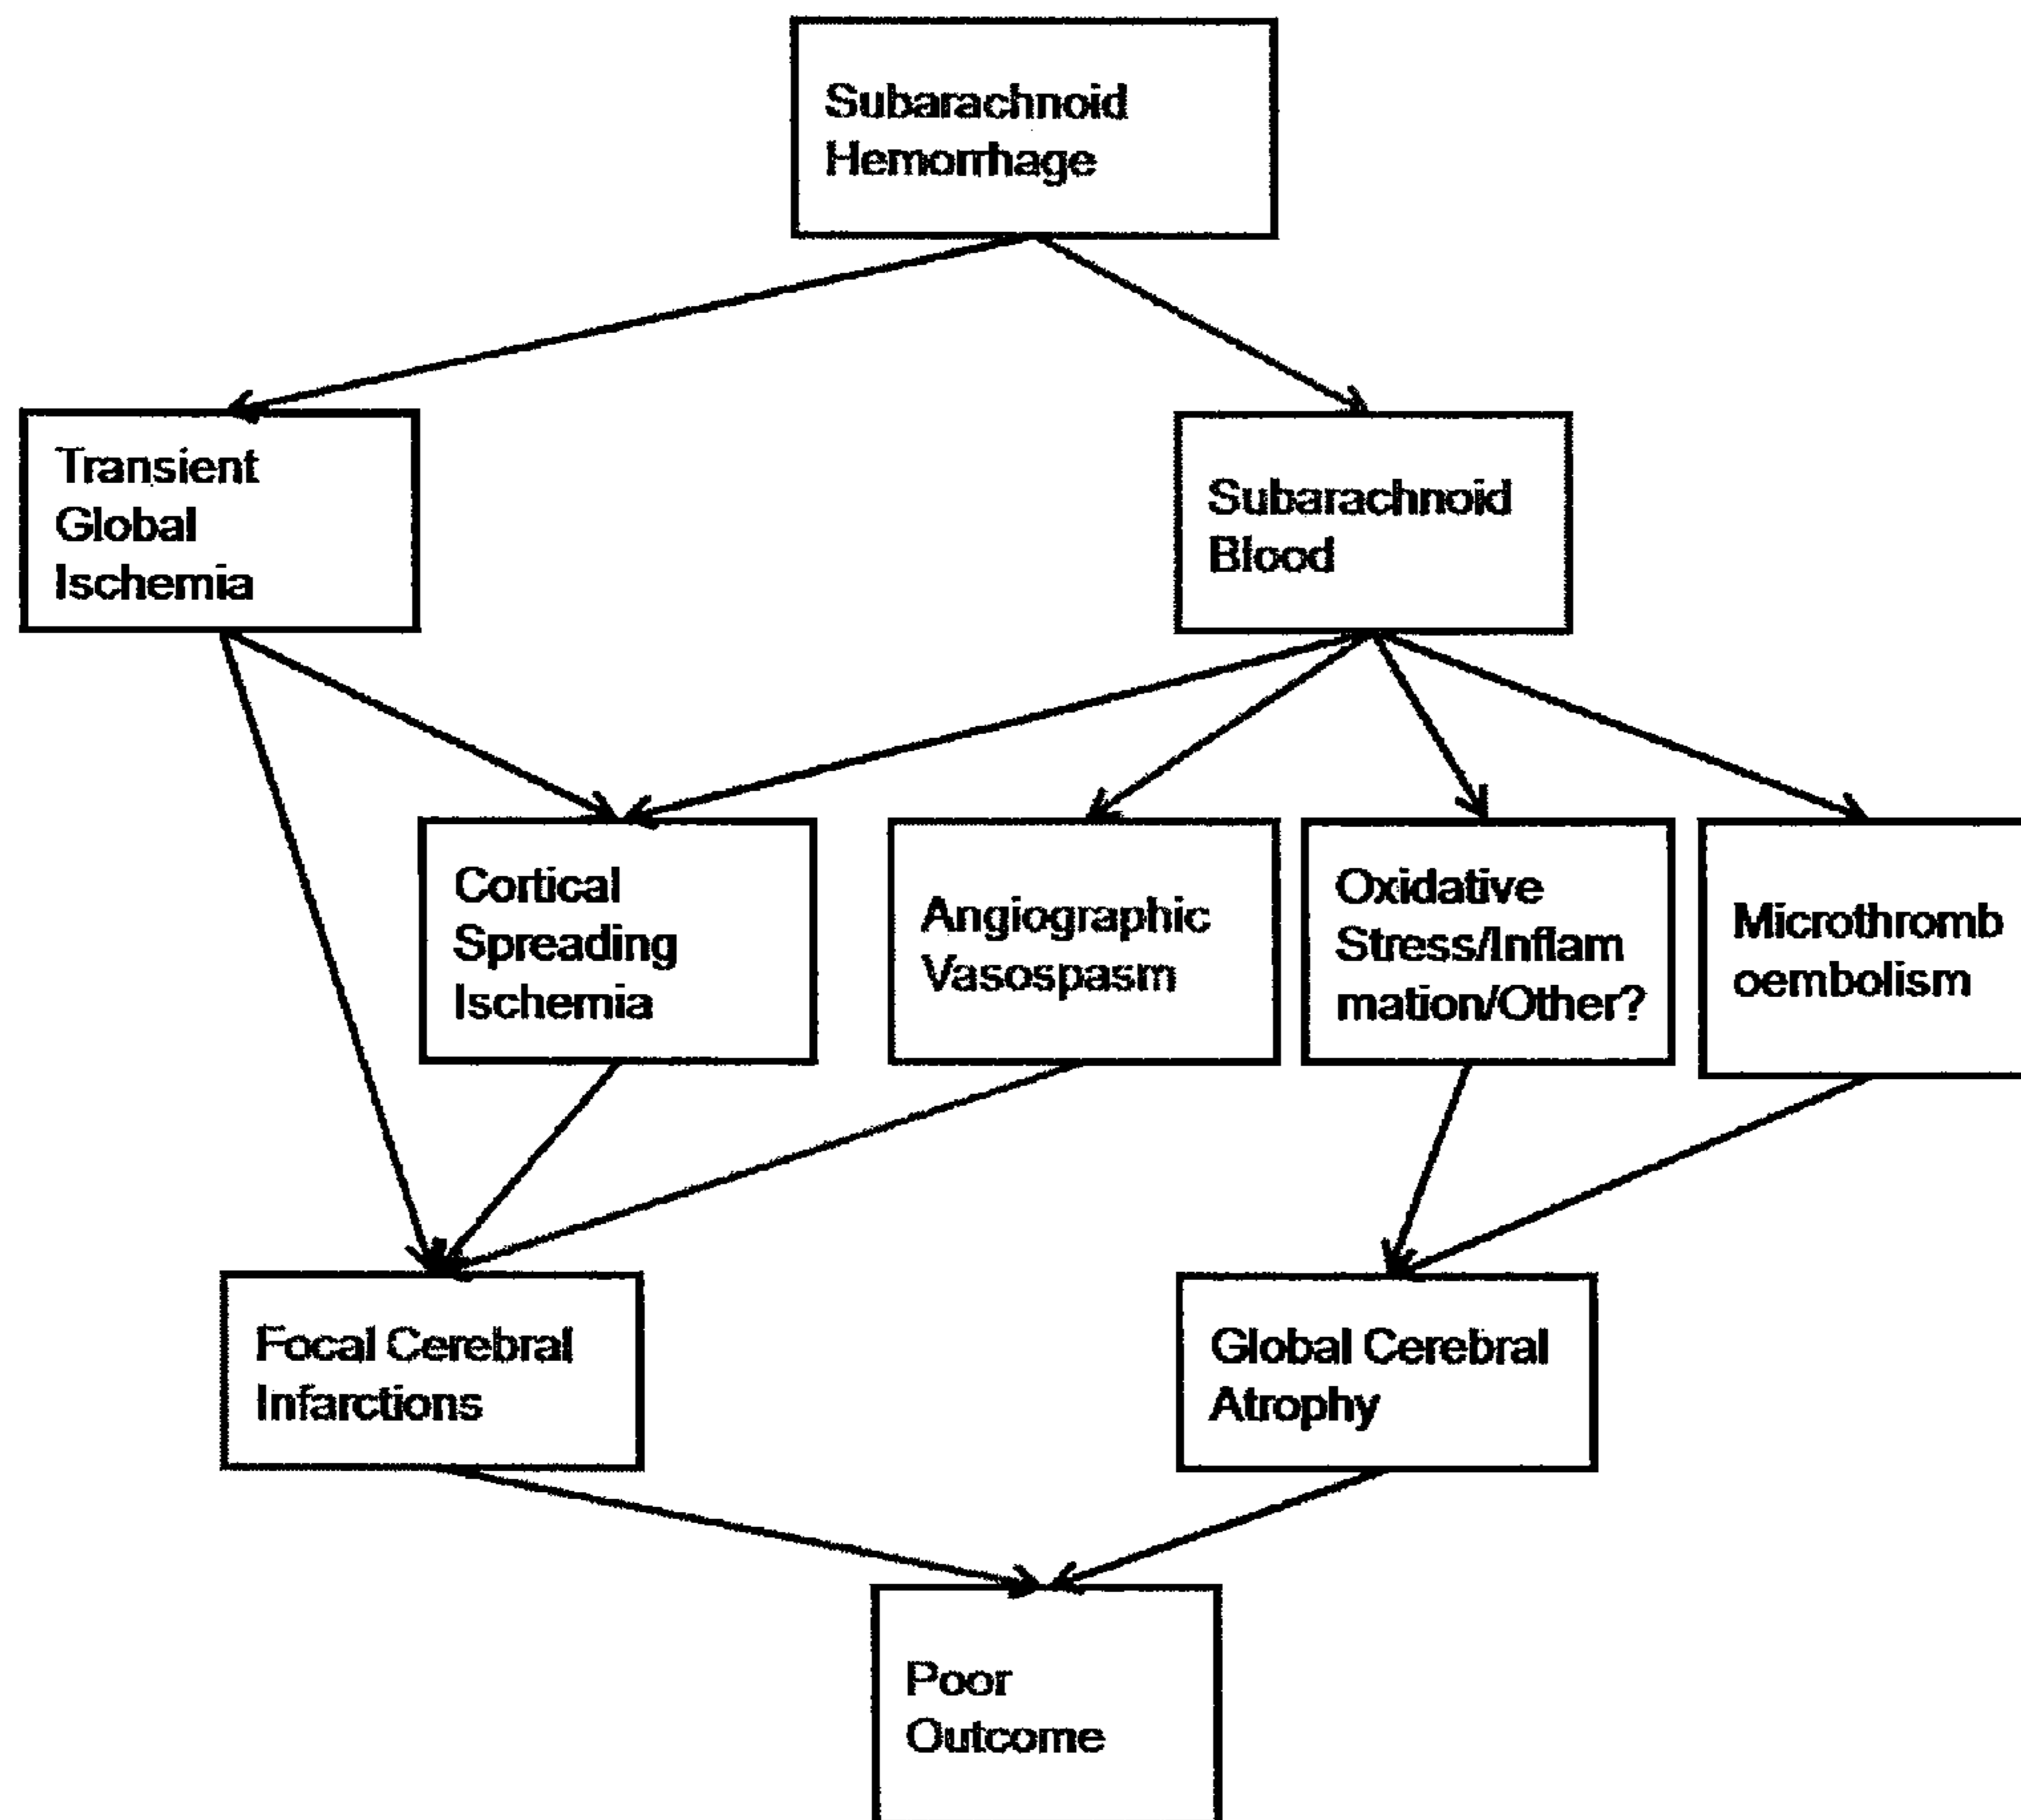 Subarachnoid
Hemorrhage
Transient
Global
Ischemia
Subarachnoid
Blood
Cortical
Spreading
Ischemia
Angiographic
Vasospasm
Oxidative
Stress/Inflam
mation/Other?
Microthromb
oembolism
Focal Cerebral
Infarctions
Global Cerebral
Atrophy
Poor
Outcome